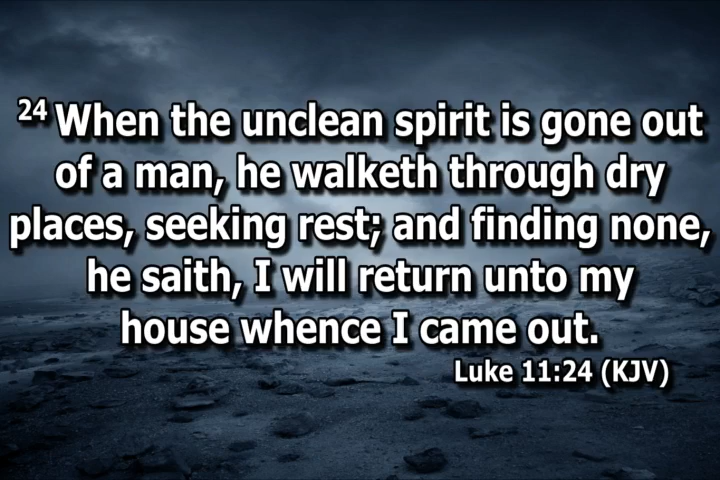 24 When the unclean spirit is gone out
of a man, he walketh through dry
places, seeking rest; and finding none,
he saith, I will return unto my
house whence I came out.
Luke 11:24 (KJV)